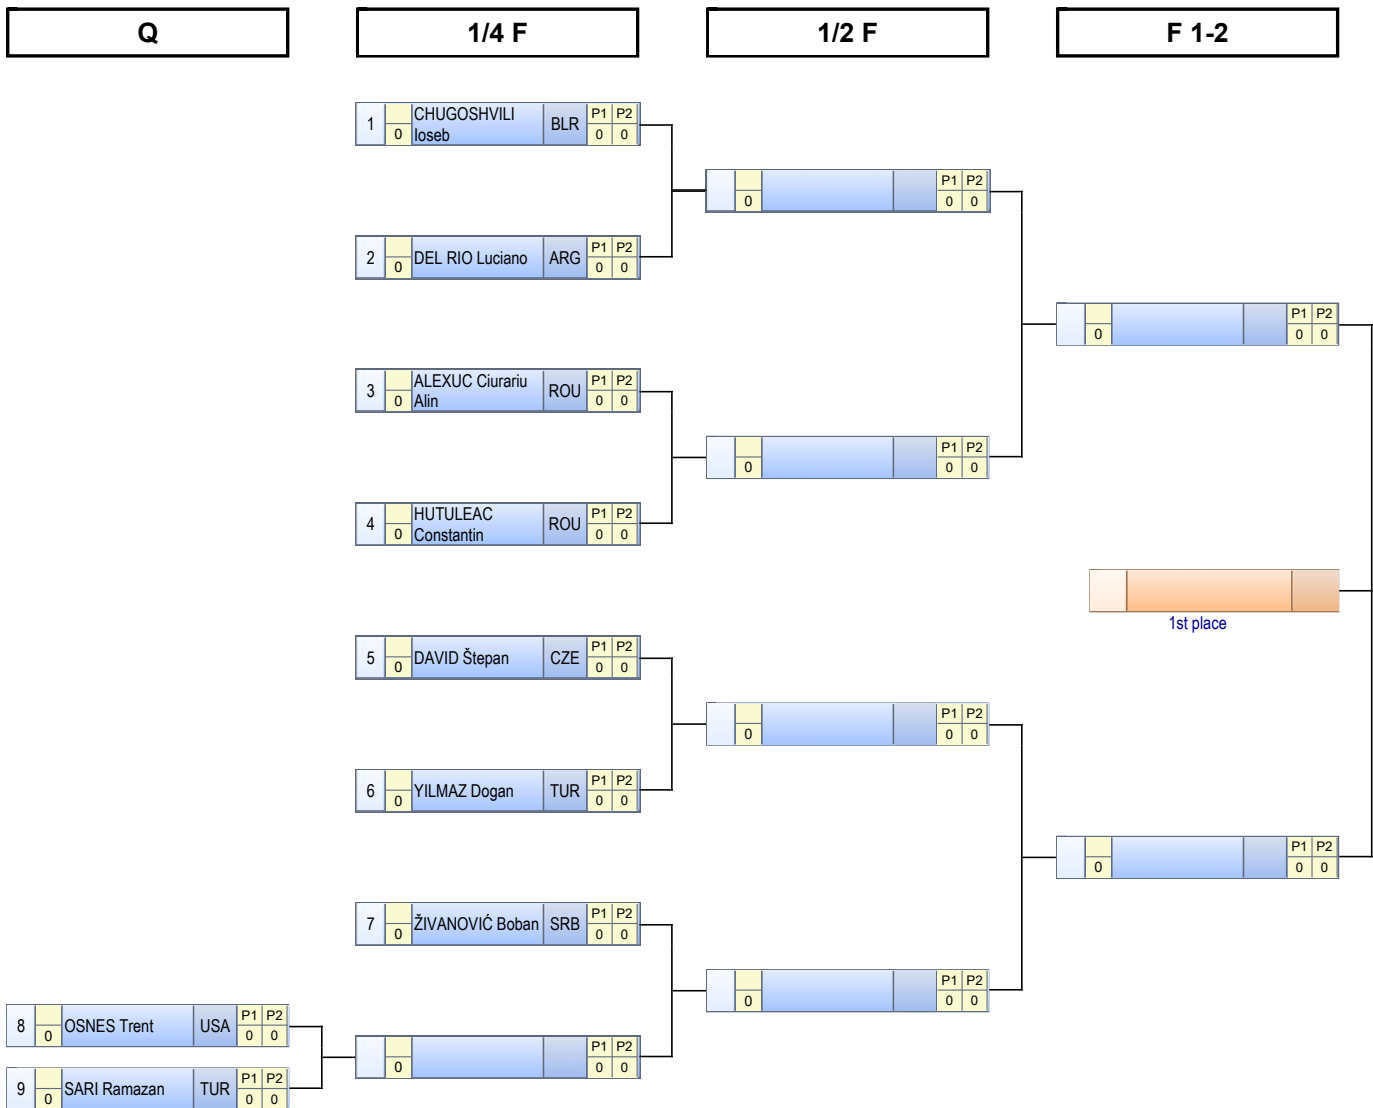 Q 1/4 F 1/2 F F 1-2
1 0 CHUGOSHVILI Ioseb BLR P1 P2 0 0
0 P1 P2 0 0
2 0 DEL RIO Luciano ARG P1 P2 0 0
0 P1 P2 0 0
3 0 ALEXUC Ciurariu Alin ROU P1 P2 0 0
0 P1 P2 0 0
4 0 HUTULEAC Constantin ROU P1 P2 0 0
1st place
5 0 DAVID Štepan CZE P1 P2 0 0
0 P1 P2 0 0
6 0 YILMAZ Dogan TUR P1 P2 0 0
0 P1 P2 0 0
7 0 ŽIVANOVIĆ Boban SRB P1 P2 0 0
0 P1 P2 0 0
8 0 OSNES Trent USA P1 P2 0 0
0 P1 P2 0 0
9 0 SARI Ramazan TUR P1 P2 0 0